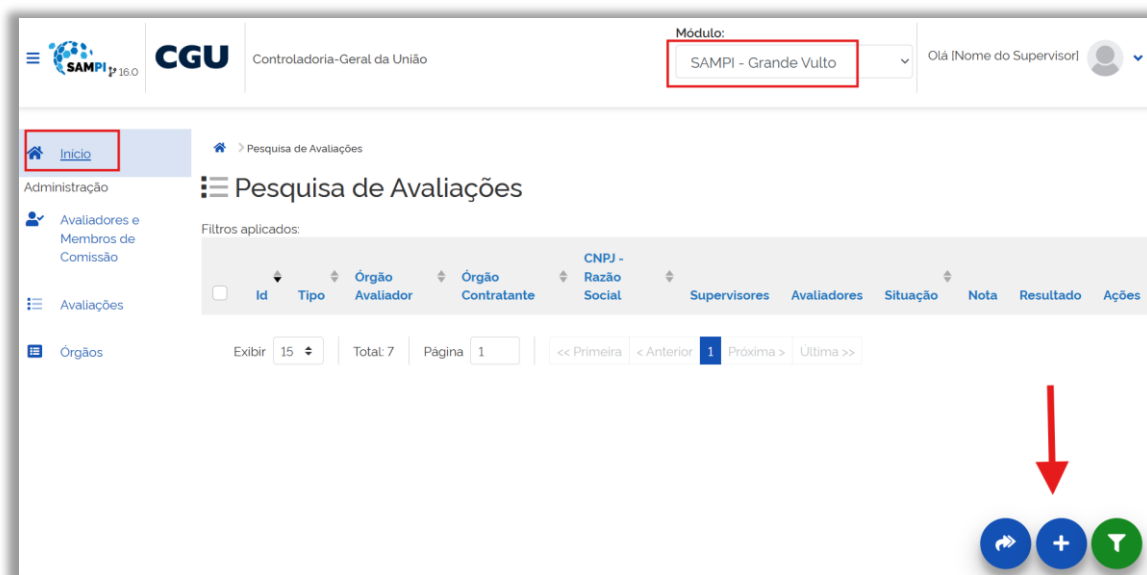 Módulo:
SAMPI 16.0
CGU
Controladoria-Geral da União
SAMPI - Grande Vulto
Olá [Nome do Supervisor]
Início
Administração
Avaliadores e
Membros de
Comissão
Avaliações
Órgãos
> Pesquisa de Avaliações
Pesquisa de Avaliações
Filtros aplicados:
Id
Tipo
Órgão
Avaliador
Órgão
Contratante
CNPJ -
Razão
Social
Supervisores
Avaliadores
Situação
Nota
Resultado
Ações
Exibir 15 Total: 7 Página 1 << Primeira < Anterior 1 Próxima > Última >>